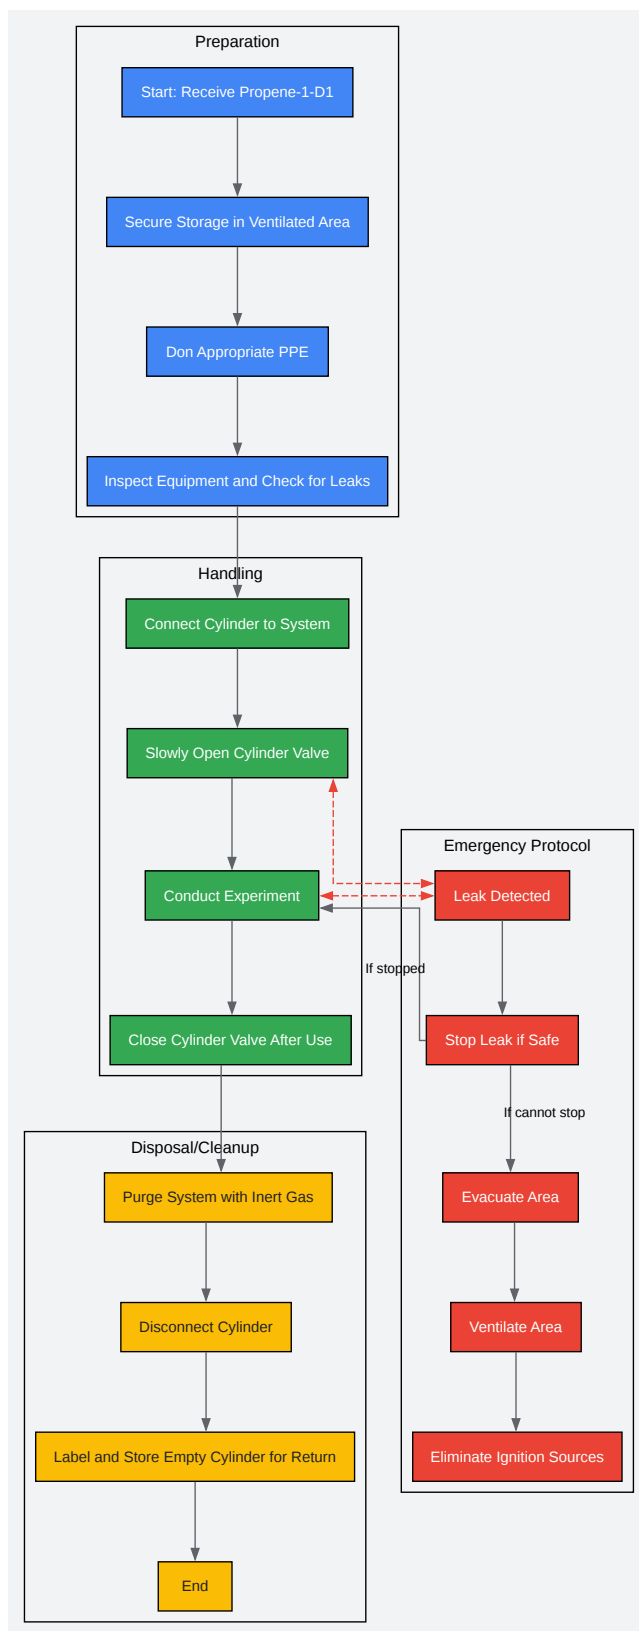 Preparation
Start: Receive Propene-1-D1
Secure Storage in Ventilated Area
Don Appropriate PPE
Inspect Equipment and Check for Leaks
Handling
Connect Cylinder to System
Slowly Open Cylinder Valve
Conduct Experiment
Close Cylinder Valve After Use
Emergency Protocol
Leak Detected
If stopped
Stop Leak if Safe
If cannot stop
Evacuate Area
Ventilate Area
Eliminate Ignition Sources
Disposal/Cleanup
Purge System with Inert Gas
Disconnect Cylinder
Label and Store Empty Cylinder for Return
End